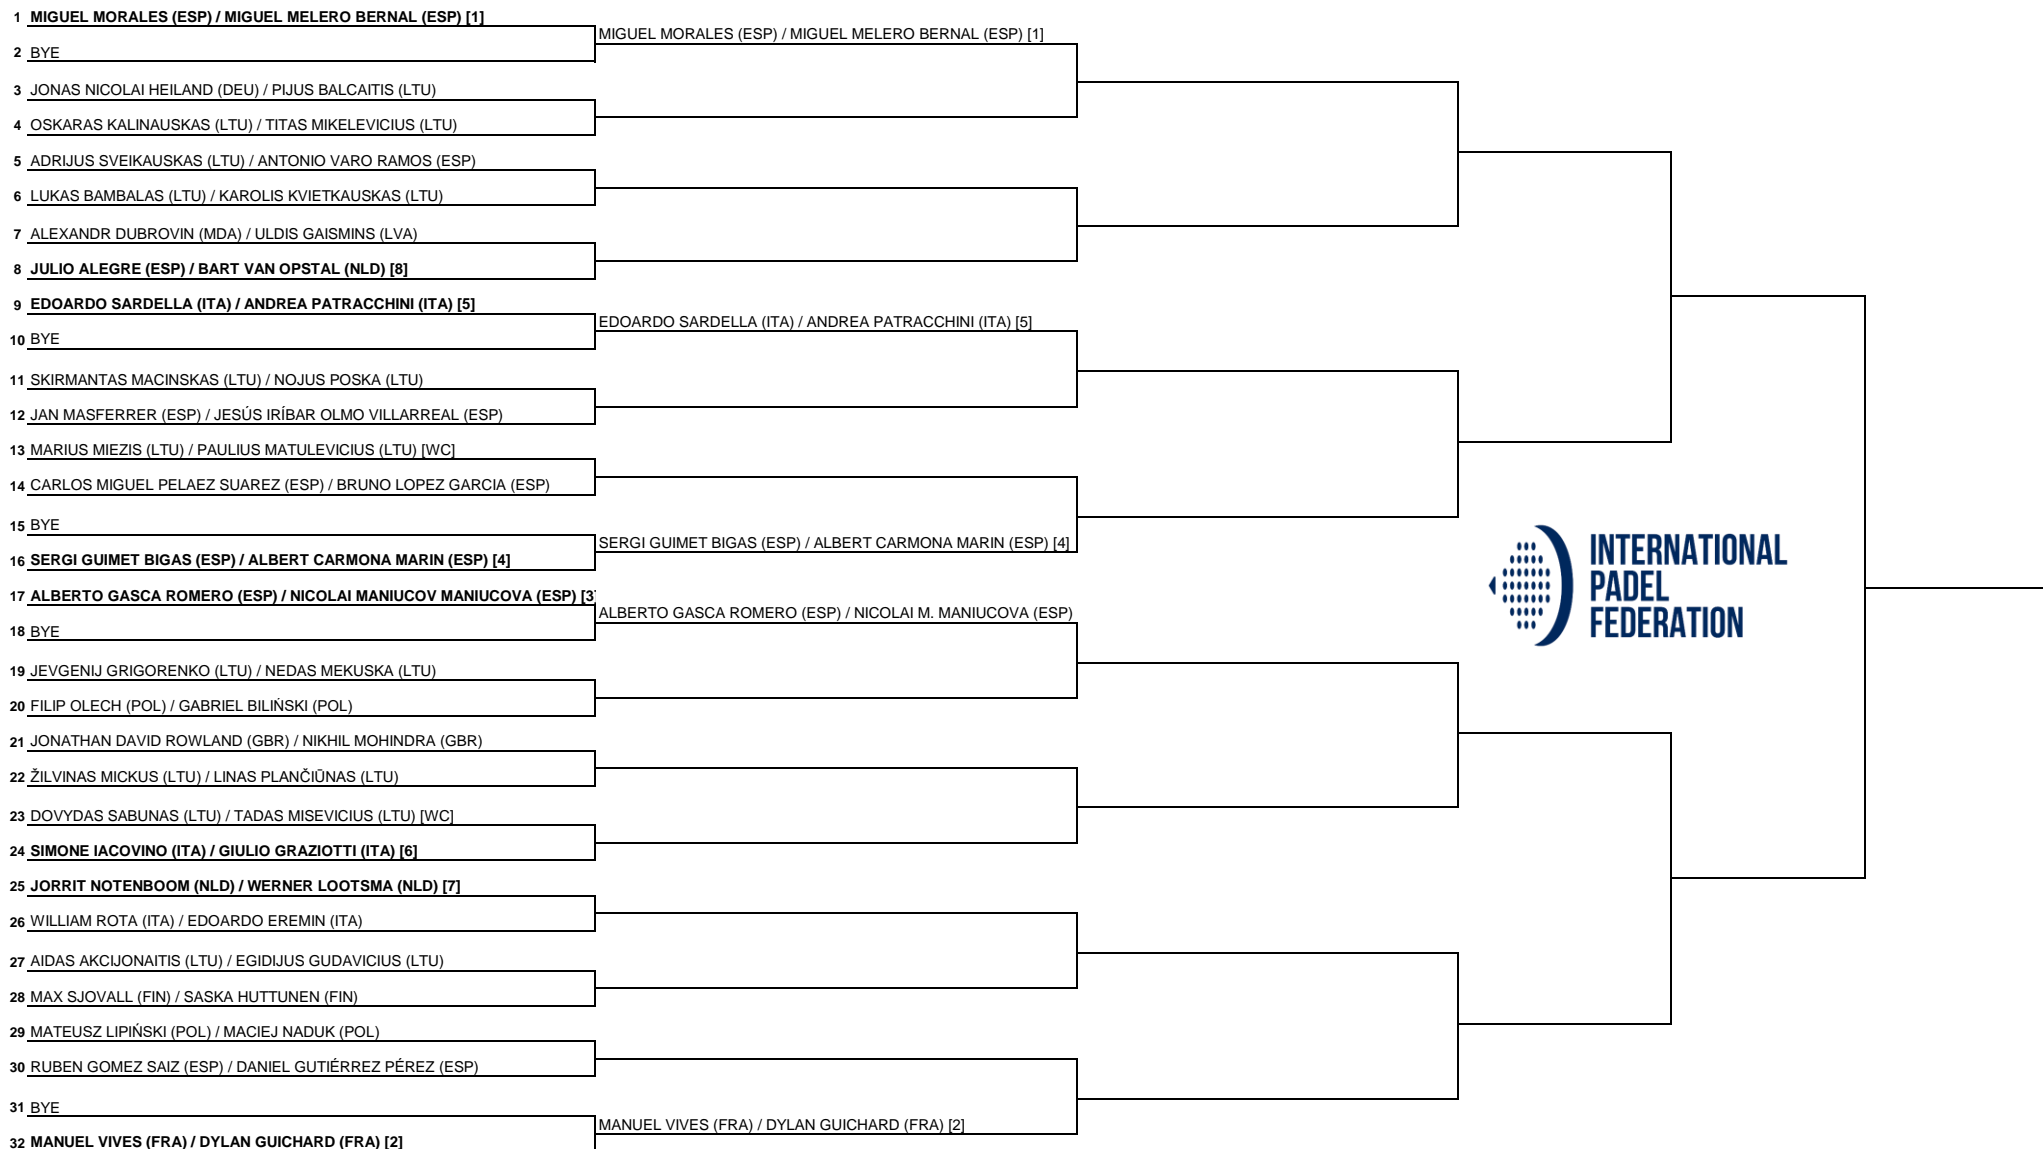 1 MIGUEL MORALES (ESP) / MIGUEL MELERO BERNAL (ESP) [1]
MIGUEL MORALES (ESP) / MIGUEL MELERO BERNAL (ESP) [1]
2 BYE
3 JONAS NICOLAI HEILAND (DEU) / PIJUS BALCAITIS (LTU)
4 OSKARAS KALINAUSKAS (LTU) / TITAS MIKELEVICIUS (LTU)
5 ADRIJUS SVEIKAUSKAS (LTU) / ANTONIO VARO RAMOS (ESP)
6 LUKAS BAMBALAS (LTU) / KAROLIS KVIETKAUSKAS (LTU)
7 ALEXANDR DUBROVIN (MDA) / ULDIS GAISMINS (LVA)
8 JULIO ALEGRE (ESP) / BART VAN OPSTAL (NLD) [8]
9 EDOARDO SARDELLA (ITA) / ANDREA PATRACCHINI (ITA) [5]
EDOARDO SARDELLA (ITA) / ANDREA PATRACCHINI (ITA) [5]
10 BYE
11 SKIRMANTAS MACINSKAS (LTU) / NOJUS POSKA (LTU)
12 JAN MASFERRER (ESP) / JESÚS IRÍBAR OLMO VILLARREAL (ESP)
13 MARIUS MIEZIS (LTU) / PAULIUS MATULEVICIUS (LTU) [WC]
14 CARLOS MIGUEL PELAEZ SUAREZ (ESP) / BRUNO LOPEZ GARCIA (ESP)
15 BYE
SERGI GUIMET BIGAS (ESP) / ALBERT CARMONA MARIN (ESP) [4]
16 SERGI GUIMET BIGAS (ESP) / ALBERT CARMONA MARIN (ESP) [4]
INTERNATIONAL
PADEL
FEDERATION
17 ALBERTO GASCA ROMERO (ESP) / NICOLAI MANIUCOV MANIUCOVA (ESP) [3]
ALBERTO GASCA ROMERO (ESP) / NICOLAI M. MANIUCOVA (ESP)
18 BYE
19 JEVGENIJ GRIGORENKO (LTU) / NEDAS MEKUSKA (LTU)
20 FILIP OLECH (POL) / GABRIEL BILIŃSKI (POL)
21 JONATHAN DAVID ROWLAND (GBR) / NIKHIL MOHINDRA (GBR)
22 ŽILVINAS MICKUS (LTU) / LINAS PLANČIŪNAS (LTU)
23 DOVYDAS SABUNAS (LTU) / TADAS MISEVICIUS (LTU) [WC]
24 SIMONE IACOVINO (ITA) / GIULIO GRAZIOTTI (ITA) [6]
25 JORRIT NOTENBOOM (NLD) / WERNER LOOTSMA (NLD) [7]
26 WILLIAM ROTA (ITA) / EDOARDO EREMIN (ITA)
27 AIDAS AKCIJONAITIS (LTU) / EGIDIJUS GUDAVICIUS (LTU)
28 MAX SJOVALL (FIN) / SASKA HUTTUNEN (FIN)
29 MATEUSZ LIPIŃSKI (POL) / MACIEJ NADUK (POL)
30 RUBEN GOMEZ SAIZ (ESP) / DANIEL GUTIÉRREZ PÉREZ (ESP)
31 BYE
MANUEL VIVES (FRA) / DYLAN GUICHARD (FRA) [2]
32 MANUEL VIVES (FRA) / DYLAN GUICHARD (FRA) [2]